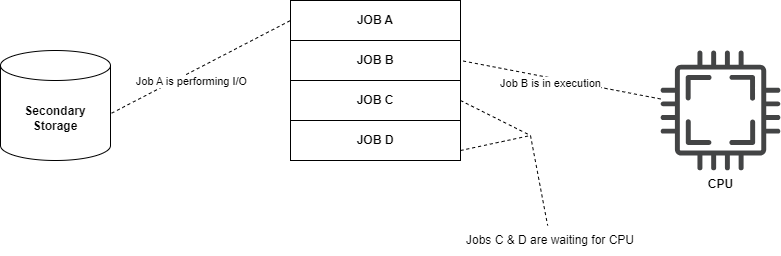 JOB A
JOB B
JOB C
JOB D
Job A is performing I/O
Secondary
Storage
Job B is in execution
CPU
Jobs C & D are waiting for CPU